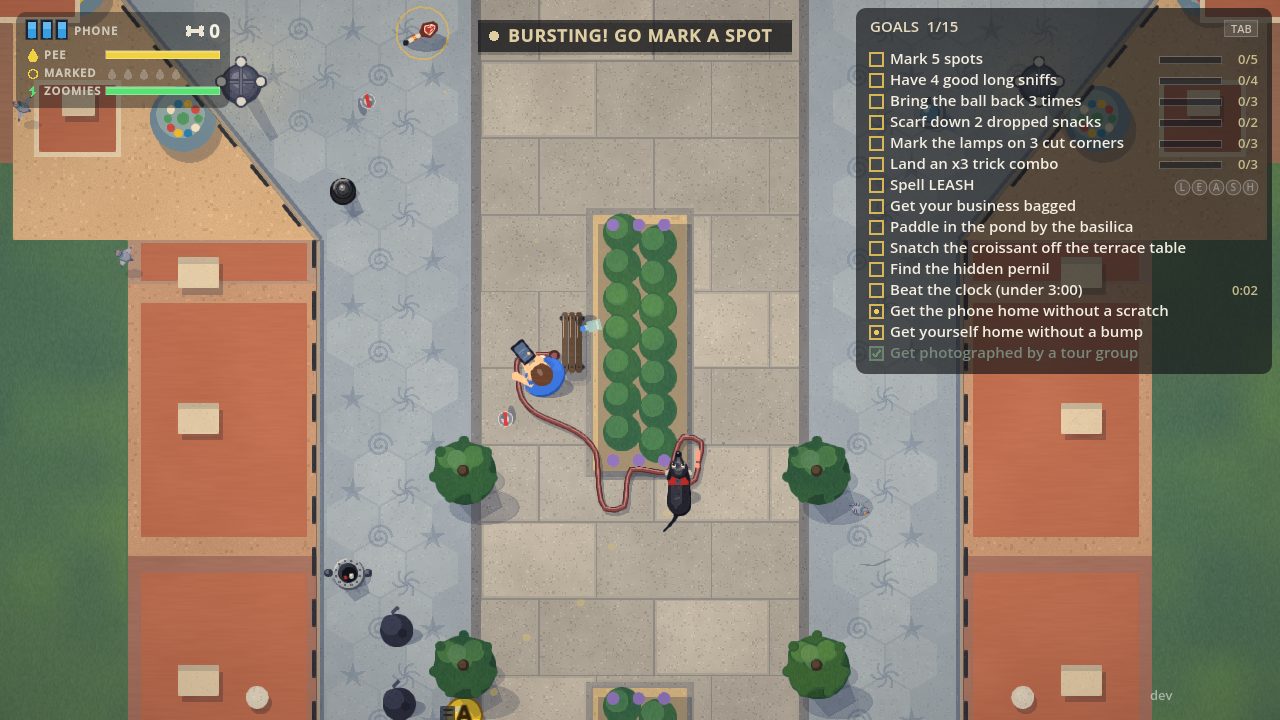 PHONE
0
PEE
MARKED
ZOOMIES
BURSTING! GO MARK A SPOT
GOALS 1/15
TAB
Mark 5 spots 0/5
Have 4 good long sniffs 0/4
Bring the ball back 3 times 0/3
Scarf down 2 dropped snacks 0/2
Mark the lamps on 3 cut corners 0/3
Land an x3 trick combo 0/3
Spell LEASH L E A S H
Get your business bagged
Paddle in the pond by the basilica
Snatch the croissant off the terrace table
Find the hidden pernil
Beat the clock (under 3:00) 0:02
Get the phone home without a scratch
Get yourself home without a bump
Get photographed by a tour group
A
dev